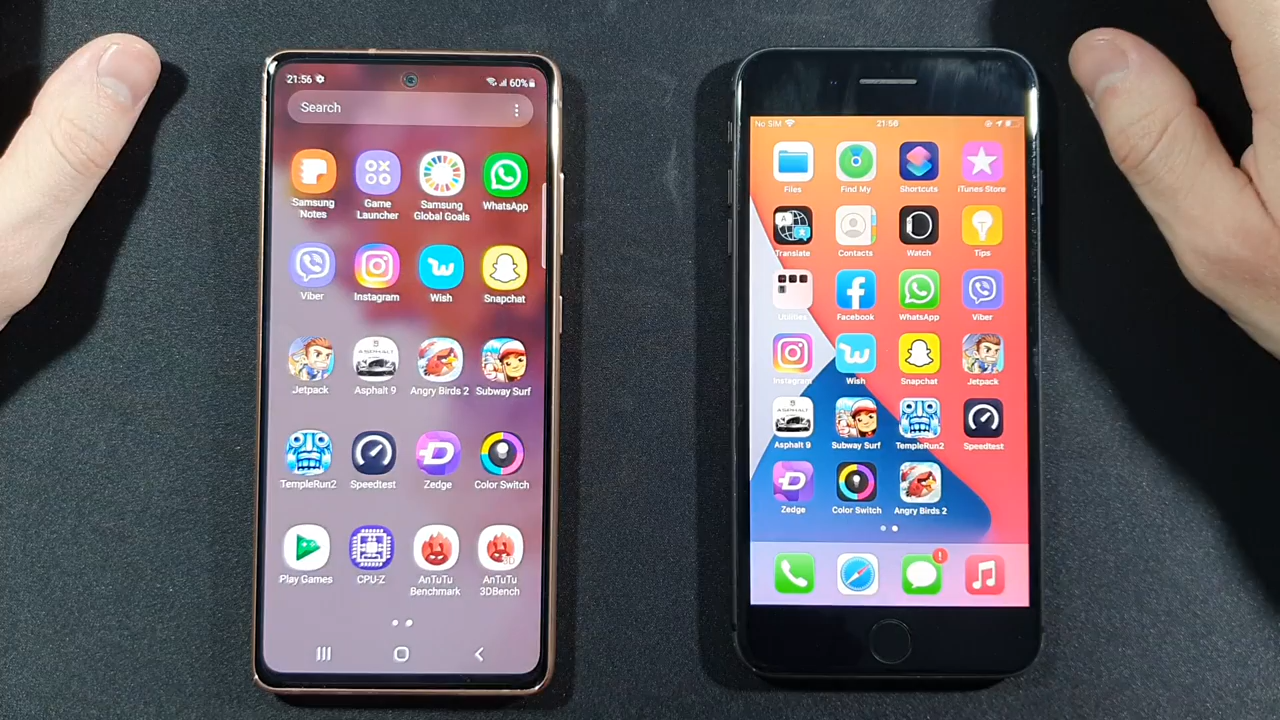 21:56
60%
Search
Samsung Notes
Game Launcher
Samsung Global Goals
WhatsApp
Viber
Instagram
Wish
Snapchat
Jetpack
Asphalt 9
Angry Birds 2
Subway Surf
TempleRun2
Speedtest
Zedge
Color Switch
Play Games
CPU-Z
AnTuTu Benchmark
AnTuTu 3DBench
No SIM
21:56
Files
Find My
Shortcuts
iTunes Store
Translate
Contacts
Watch
Tips
Utilities
Facebook
WhatsApp
Viber
Instagram
Wish
Snapchat
Jetpack
Asphalt 9
Subway Surf
TempleRun2
Speedtest
Zedge
Color Switch
Angry Birds 2